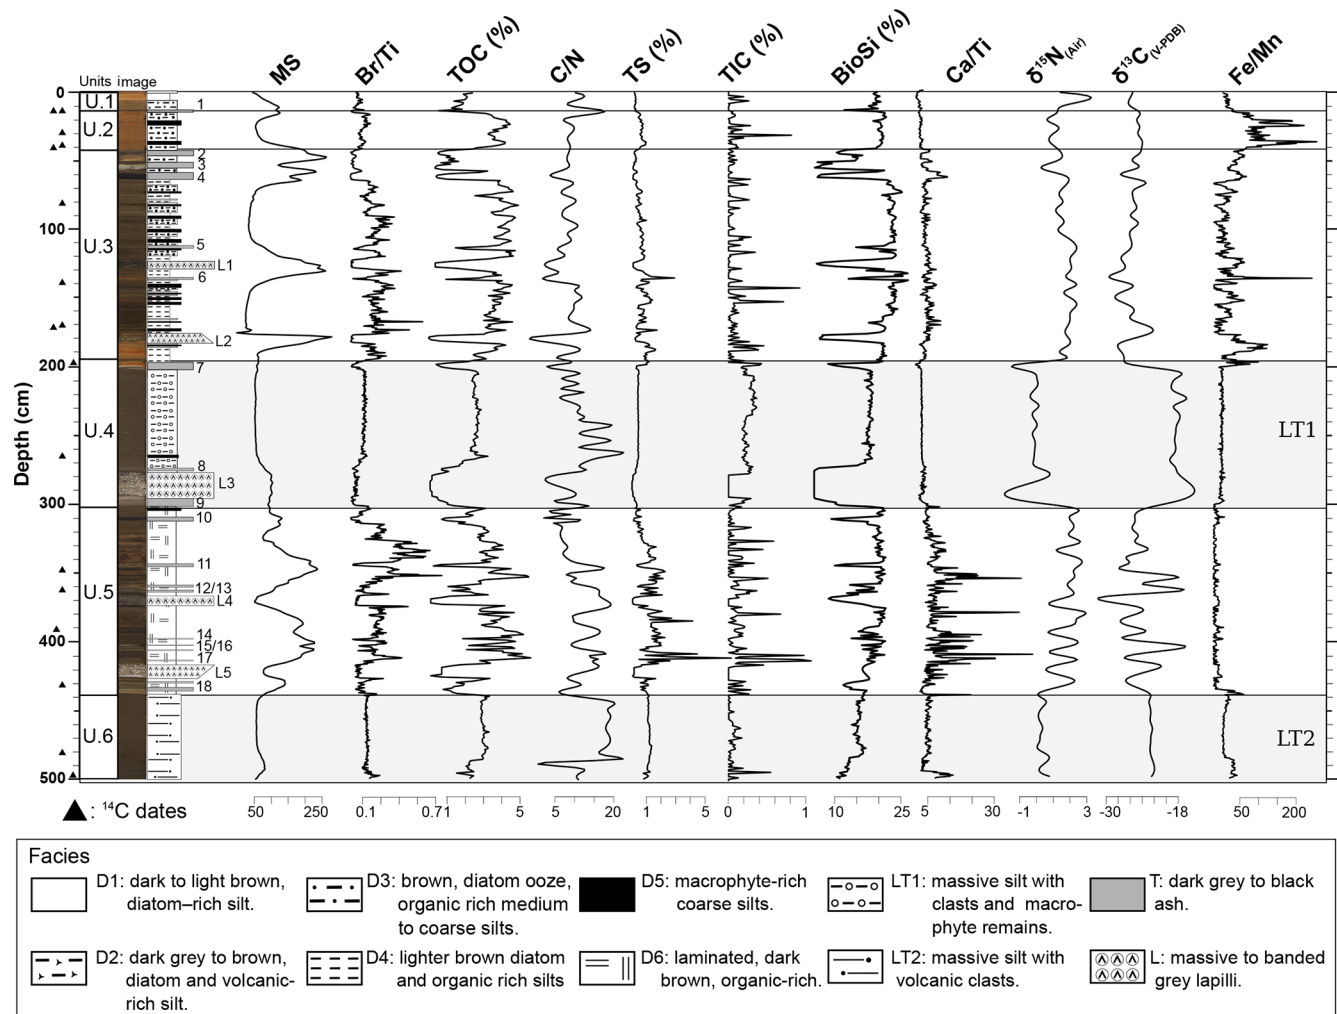 MS Br/Ti TOC (%) C/N TS (%) TIC (%) BioSi (%) Ca/Ti δ15N(Air) δ13C(V-PDB) Fe/Mn
Units image
0
U.1 1
U.2
2
3
4
100
U.3 5
L1
6
L2
200
7
Depth (cm)
U.4 LT1
8
L3
300
9
10
11
U.5 12/13
L4
14
400
15/16
17
L5
18
U.6 LT2
500
▲: 14C dates 50 250 0.1 0.7 1 5 5 20 1 5 0 1 10 25 5 30 -1 3 -30 -18 50 200
Facies
D1: dark to light brown,
diatom–rich silt.
D3: brown, diatom ooze,
organic rich medium
to coarse silts.
D5: macrophyte-rich
coarse silts.
LT1: massive silt with
clasts and macro-
phyte remains.
T: dark grey to black
ash.
D2: dark grey to brown,
diatom and volcanic-
rich silt.
D4: lighter brown diatom
and organic rich silts
D6: laminated, dark
brown, organic-rich.
LT2: massive silt with
volcanic clasts.
L: massive to banded
grey lapilli.